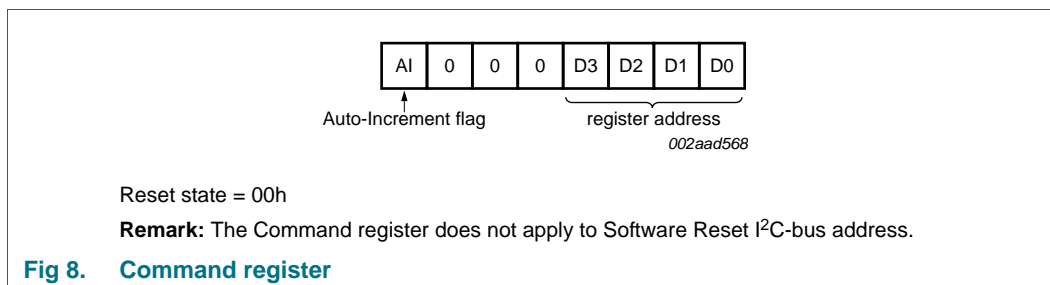 AI 0 0 0 D3 D2 D1 D0
Auto-Increment flag register address
002aad568
Reset state = 00h
Remark: The Command register does not apply to Software Reset I²C-bus address.
Fig 8. Command register